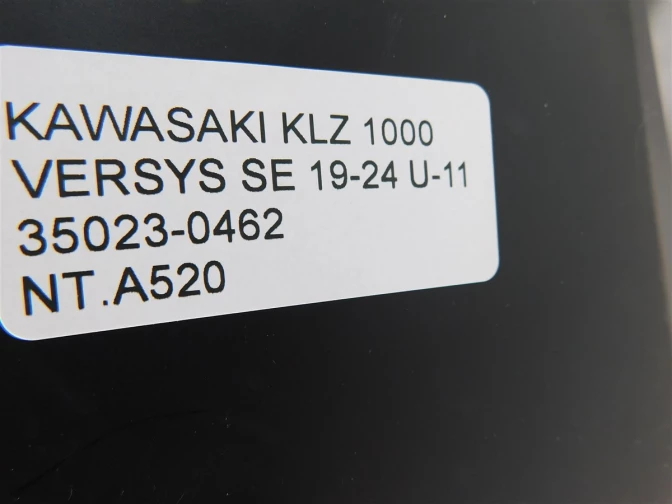 KAWASAKI KLZ 1000
VERSYS SE 19-24 U-11
35023-0462
NT.A520